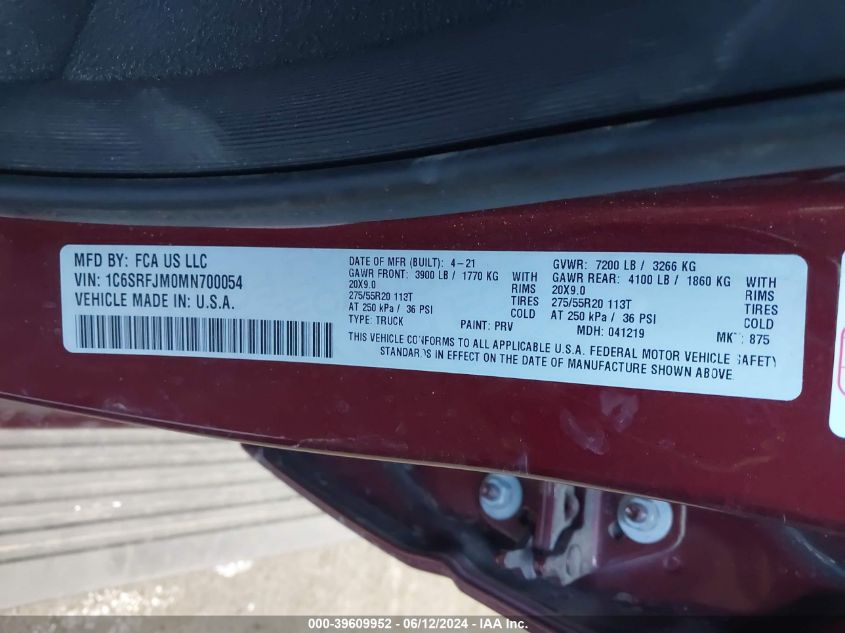 MFD BY: FCA US LLC
VIN: 1C6SRFJM0MN700054
VEHICLE MADE IN: U.S.A.
DATE OF MFR (BUILT): 4-21
GAWR FRONT: 3900 LB / 1770 KG WITH
20X9.0 RIMS
275/55R20 113T TIRES
AT 250 kPa / 36 PSI COLD
TYPE: TRUCK PAINT: PRV
GVWR: 7200 LB / 3266 KG
GAWR REAR: 4100 LB / 1860 KG WITH
20X9.0 RIMS
275/55R20 113T TIRES
AT 250 kPa / 36 PSI COLD
MDH: 041219 875
THIS VEHICLE CONFORMS TO ALL APPLICABLE U.S.A. FEDERAL MOTOR VEHICLE SAFETY
STANDARDS IN EFFECT ON THE DATE OF MANUFACTURE SHOWN ABOVE.
000-39609952 - 06/12/2024 - IAA Inc.